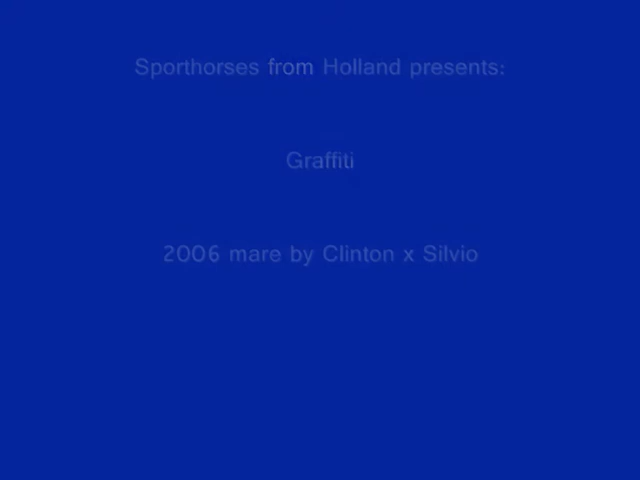 Sporthorses from Holland presents:
Graffiti
2006 mare by Clinton x Silvio